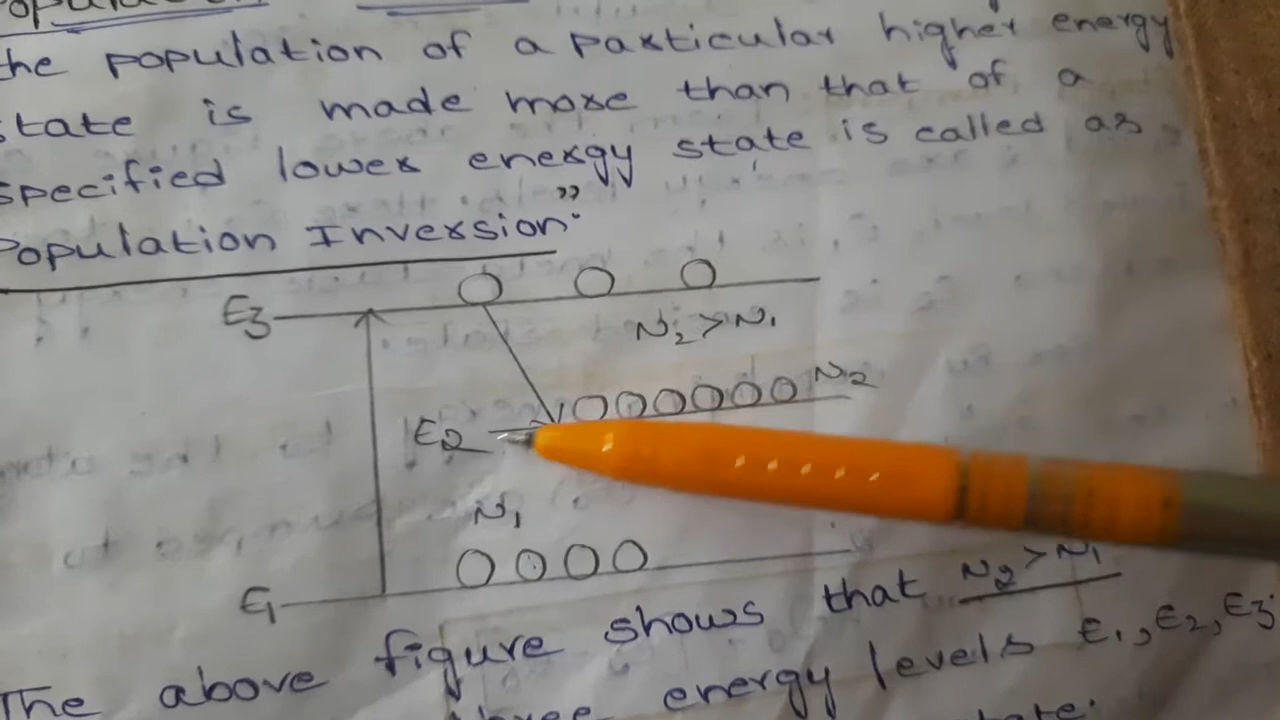 the population of a particular higher energy
state is made more than that of a
specified lower energy state is called as
Population Inversion."
E3
N2 > N1
N2
E2
N1
E1
The above figure shows that N2 > N1
three energy levels E1, E2, E3.